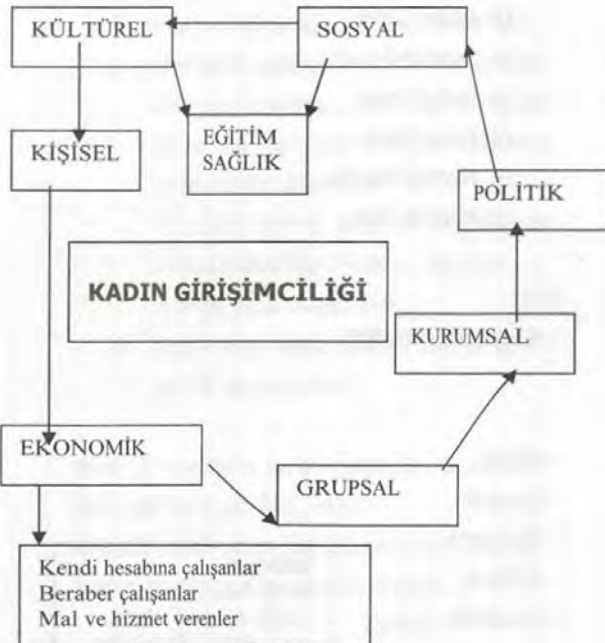 KÜLTÜREL
SOSYAL
EĞİTİM
SAĞLIK
KİŞİSEL
POLİTİK
KADIN GİRİŞİMCİLİĞİ
KURUMSAL
EKONOMİK
GRUPSAL
Kendi hesabına çalışanlar
Beraber çalışanlar
Mal ve hizmet verenler